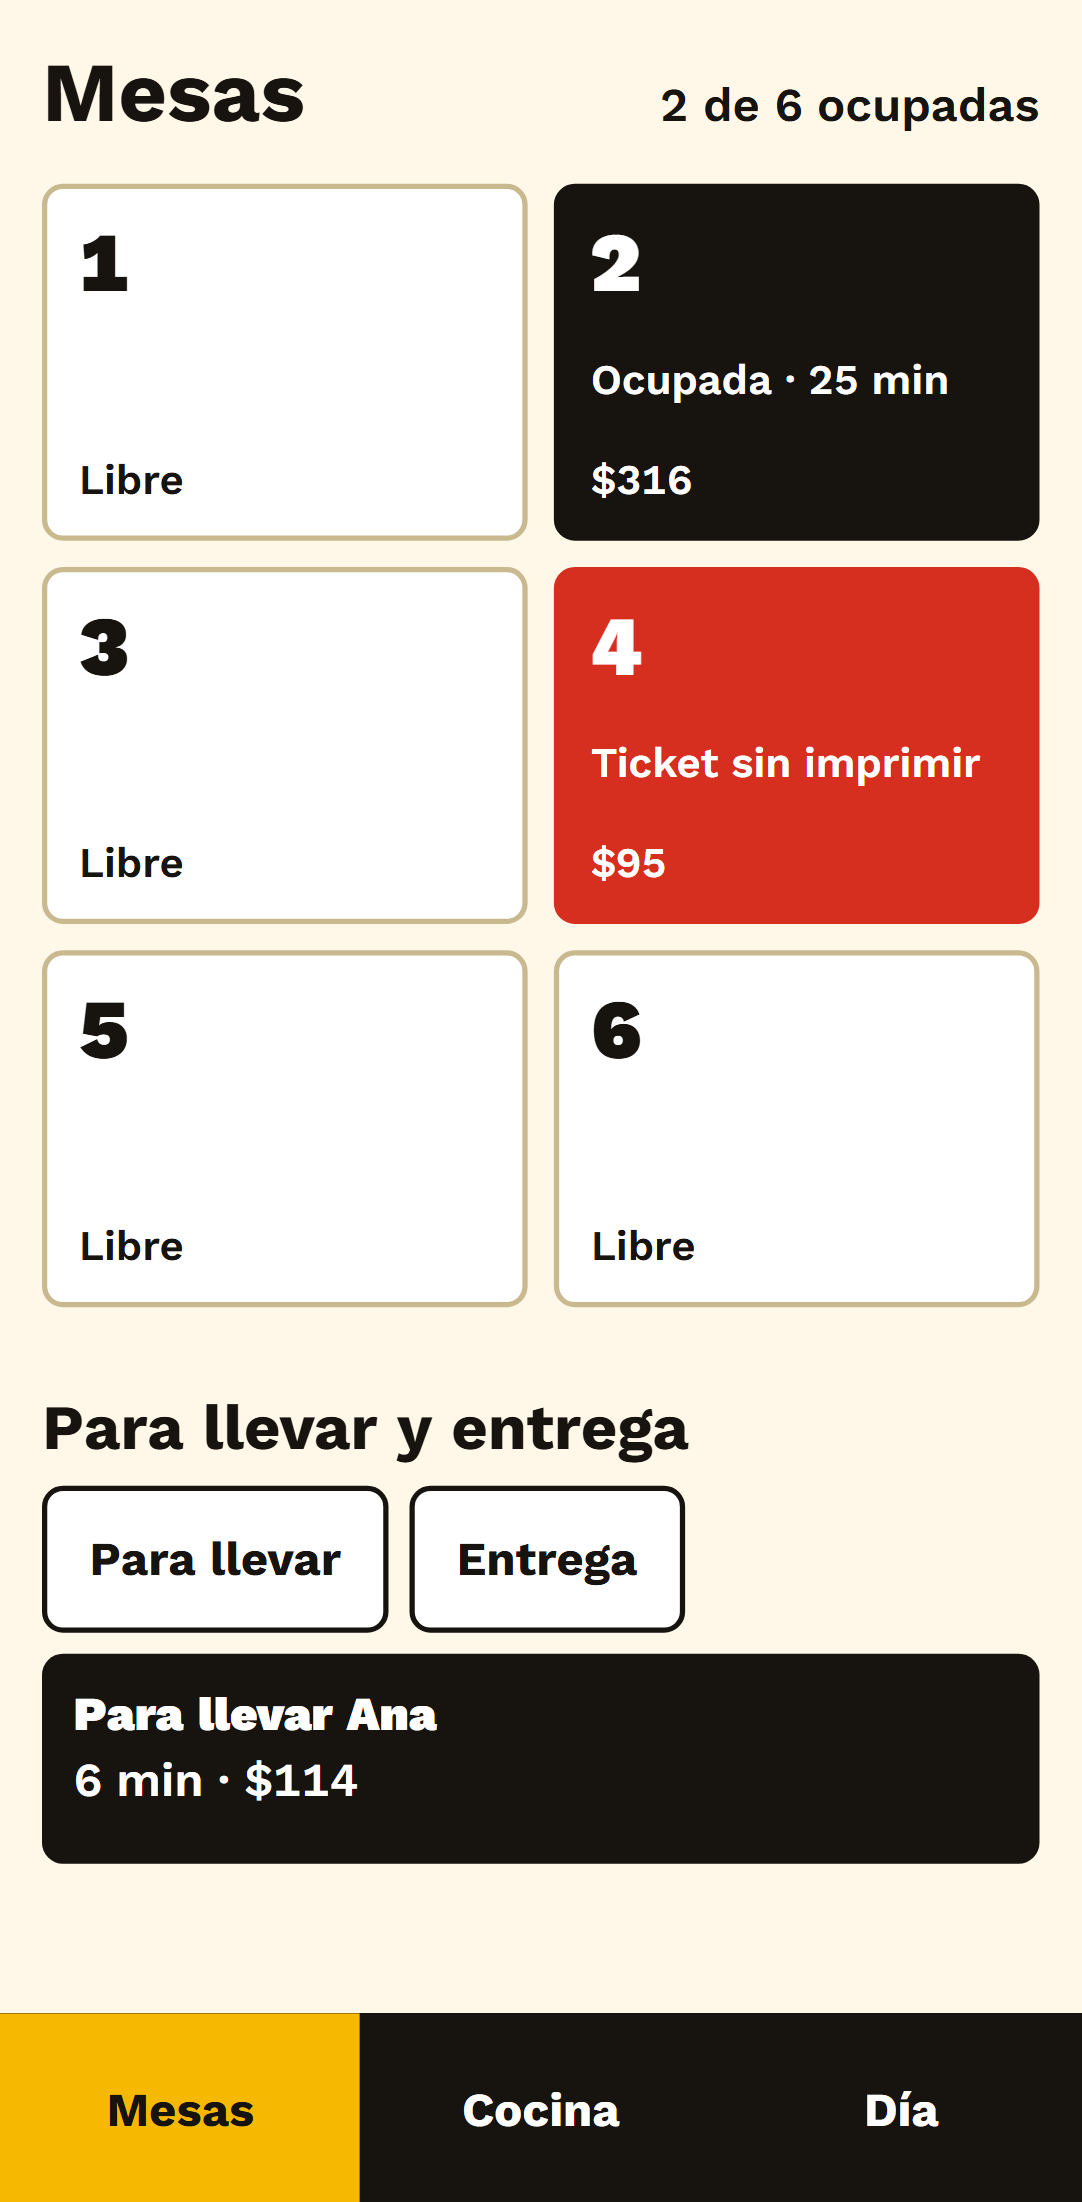 Mesas
2 de 6 ocupadas
1
Libre
2
Ocupada · 25 min
$316
3
Libre
4
Ticket sin imprimir
$95
5
Libre
6
Libre
Para llevar y entrega
Para llevar
Entrega
Para llevar Ana
6 min · $114
Mesas
Cocina
Día